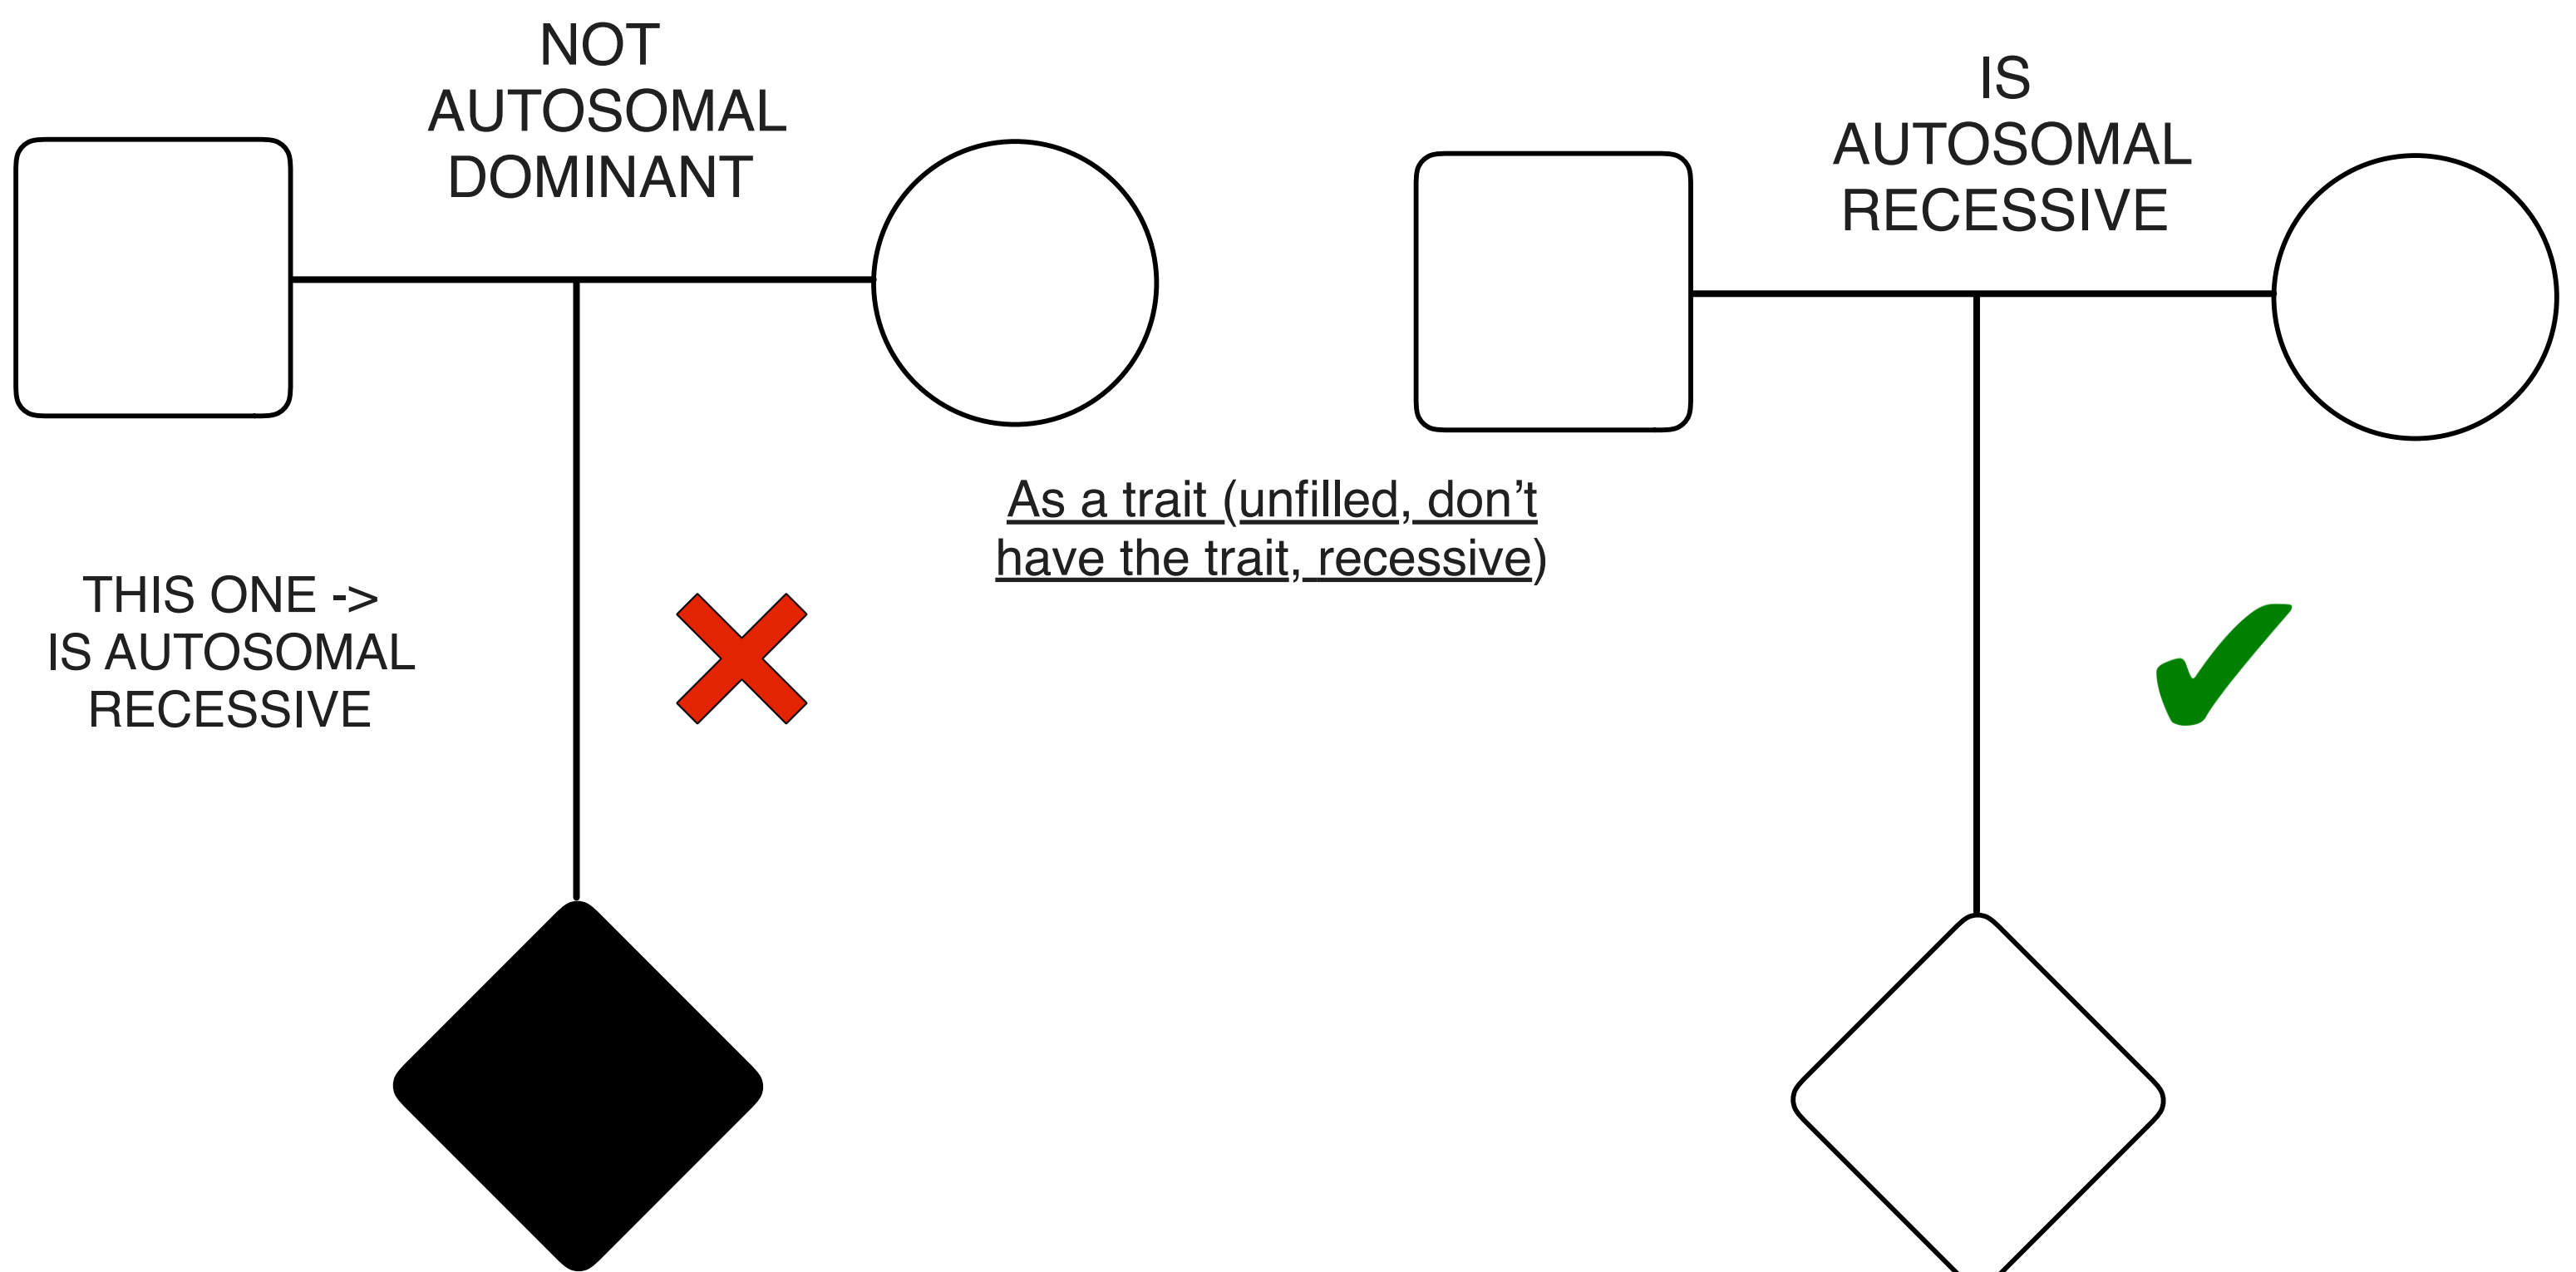 NOT
AUTOSOMAL
DOMINANT
IS
AUTOSOMAL
RECESSIVE
As a trait (unfilled, don’t
have the trait, recessive)
THIS ONE ->
IS AUTOSOMAL
RECESSIVE